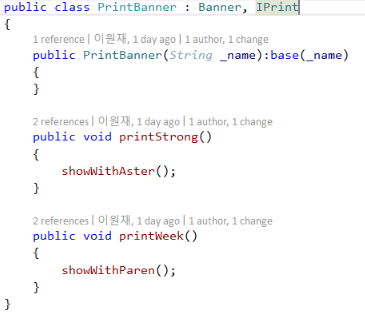 public class PrintBanner : Banner, IPrint
{
1 reference | 이원재, 1 day ago | 1 author, 1 change
public PrintBanner(String _name):base(_name)
{
}
2 references | 이원재, 1 day ago | 1 author, 1 change
public void printStrong()
{
showWithAster();
}
2 references | 이원재, 1 day ago | 1 author, 1 change
public void printWeek()
{
showWithParen();
}
}